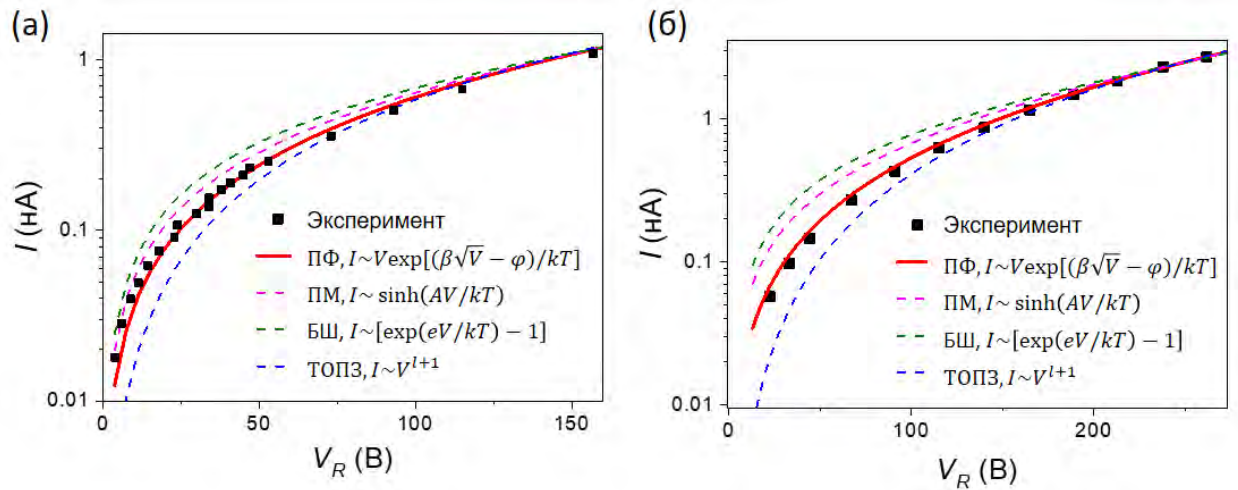 (а)
1
0.1
0.01
I (нА)
Эксперимент
ПФ, I~Vexp[(β√V − φ)/kT]
ПМ, I~ sinh(AV/kT)
БШ, I~[exp(eV/kT) − 1]
ТОПЗ, I~V^{l+1}
0 50 100 150
V_R (В)
(б)
1
0.1
0.01
I (нА)
Эксперимент
ПФ, I~Vexp[(β√V − φ)/kT]
ПМ, I~ sinh(AV/kT)
БШ, I~[exp(eV/kT) − 1]
ТОПЗ, I~V^{l+1}
0 100 200
V_R (В)